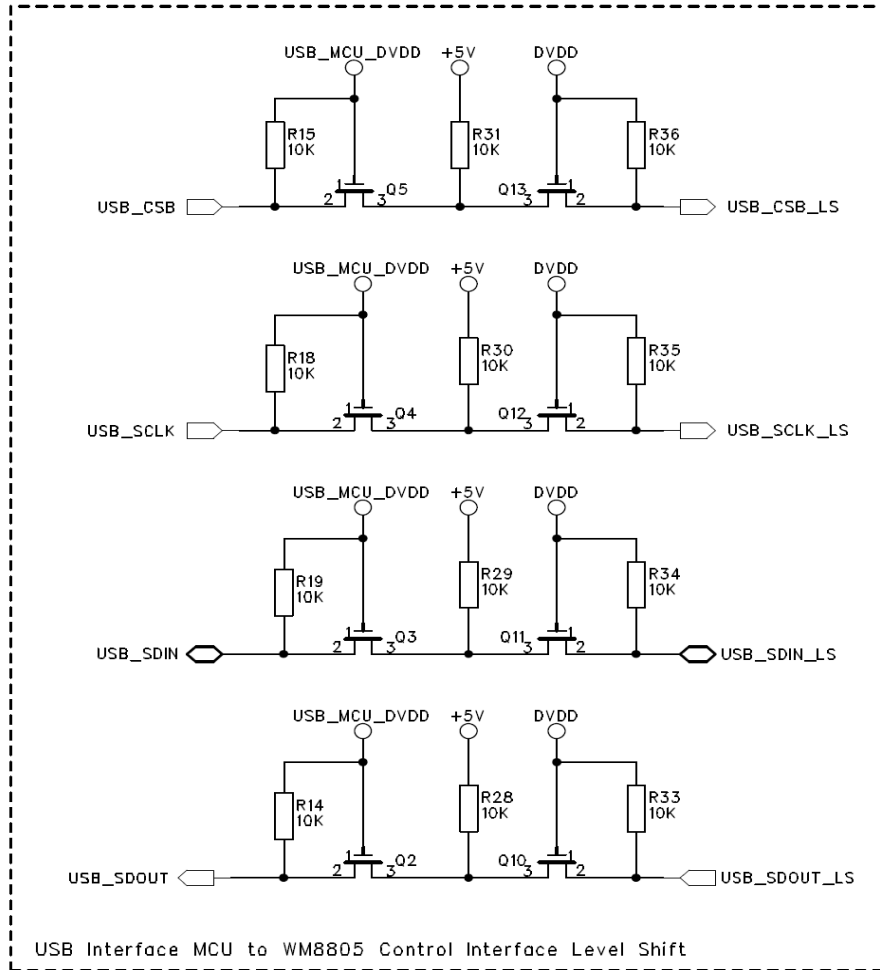 USB_MCU_DVDD +5V DVDD
R15 10K R31 10K R36 10K
1 Q5 Q13 1
USB_CSB 2 3 3 2 USB_CSB_LS
USB_MCU_DVDD +5V DVDD
R18 10K R30 10K R35 10K
1 Q4 Q12 1
USB_SCLK 2 3 3 2 USB_SCLK_LS
USB_MCU_DVDD +5V DVDD
R19 10K R29 10K R34 10K
1 Q3 Q11 1
USB_SDIN 2 3 3 2 USB_SDIN_LS
USB_MCU_DVDD +5V DVDD
R14 10K R28 10K R33 10K
1 Q2 Q10 1
USB_SDOUT 2 3 3 2 USB_SDOUT_LS
USB Interface MCU to WM8805 Control Interface Level Shift